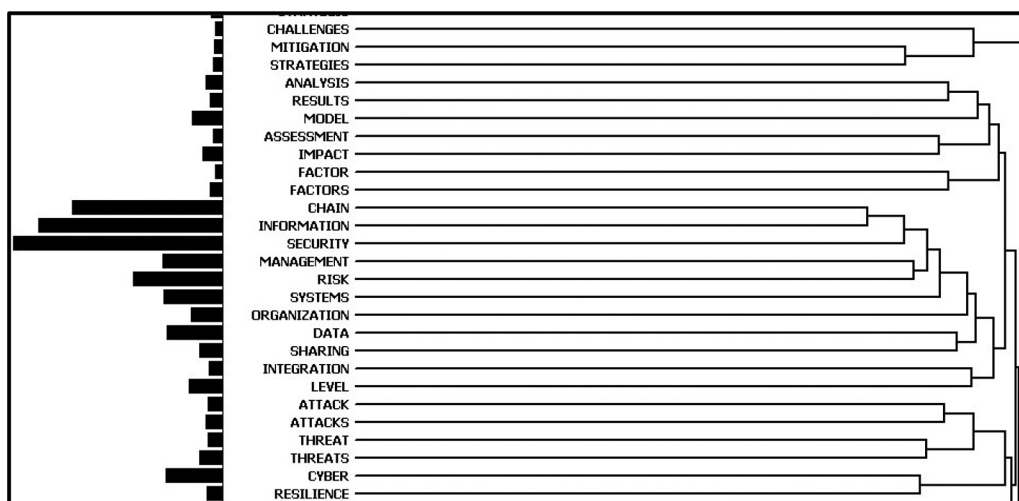 CHALLENGES
MITIGATION
STRATEGIES
ANALYSIS
RESULTS
MODEL
ASSESSMENT
IMPACT
FACTOR
FACTORS
CHAIN
INFORMATION
SECURITY
MANAGEMENT
RISK
SYSTEMS
ORGANIZATION
DATA
SHARING
INTEGRATION
LEVEL
ATTACK
ATTACKS
THREAT
THREATS
CYBER
RESILIENCE